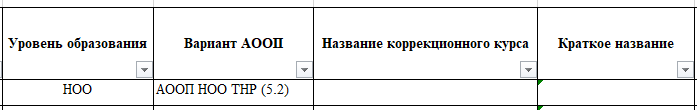 Уровень образования Вариант АООП Название коррекционного курса Краткое название
НОО АООП НОО ТНР (5.2)